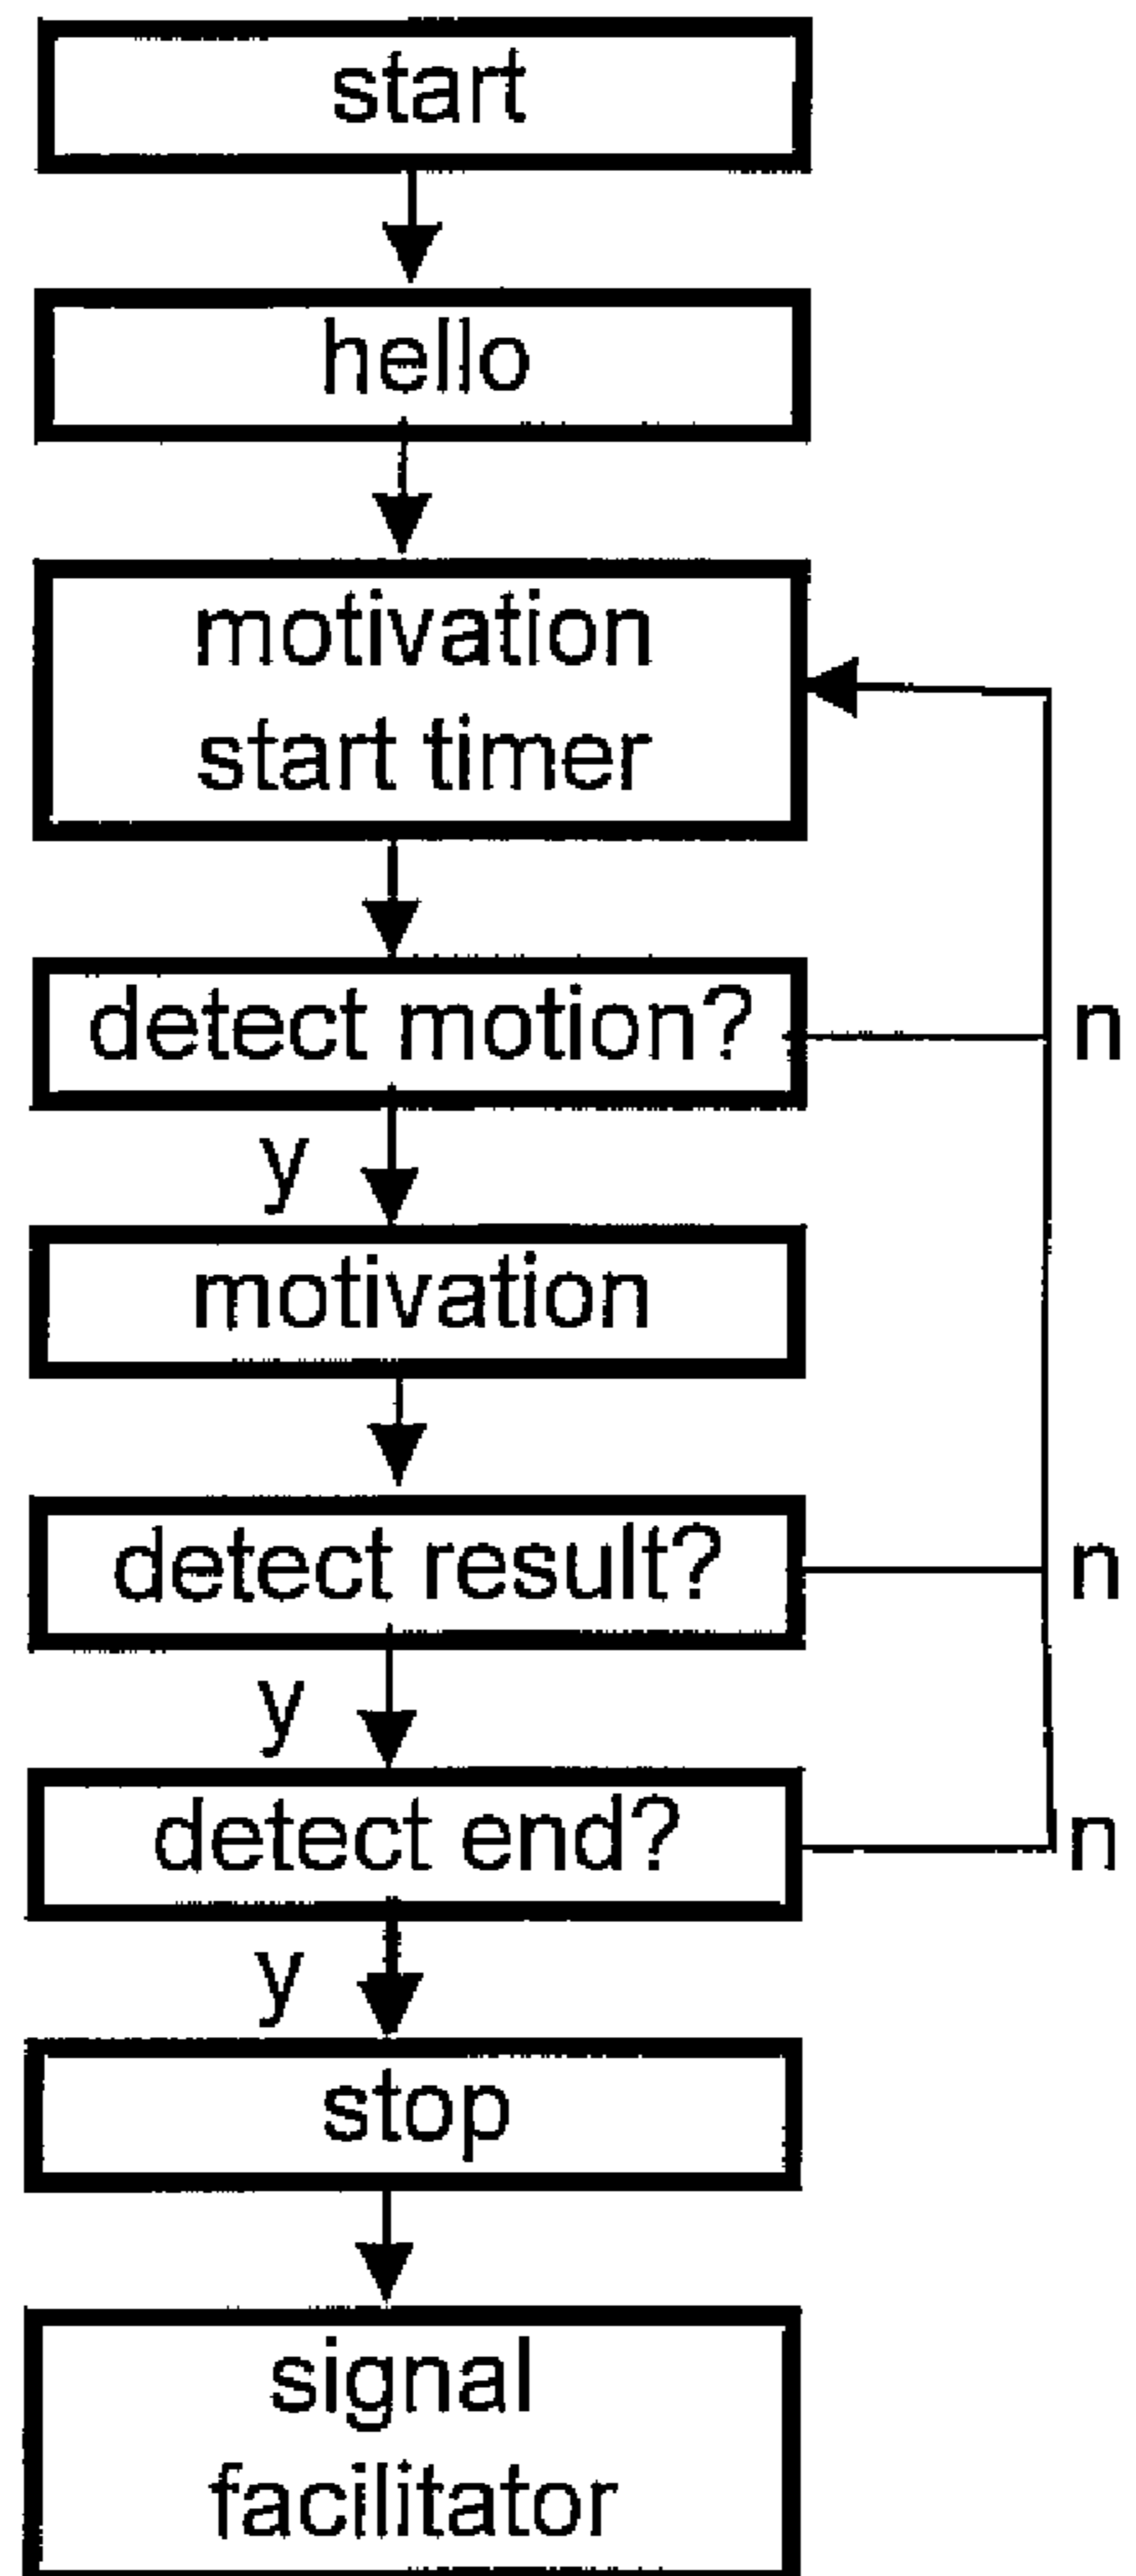 start
hello
motivation
start timer
detect motion?
n
y
motivation
detect result?
n
y
detect end?
n
y
stop
signal
facilitator